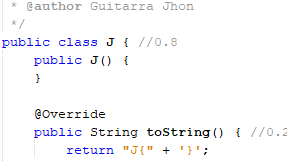 * @author Guitarra Jhon
*/
public class J { //0.8
public J() {
}
@Override
public String toString() { //0.2
return "J{" + '}';